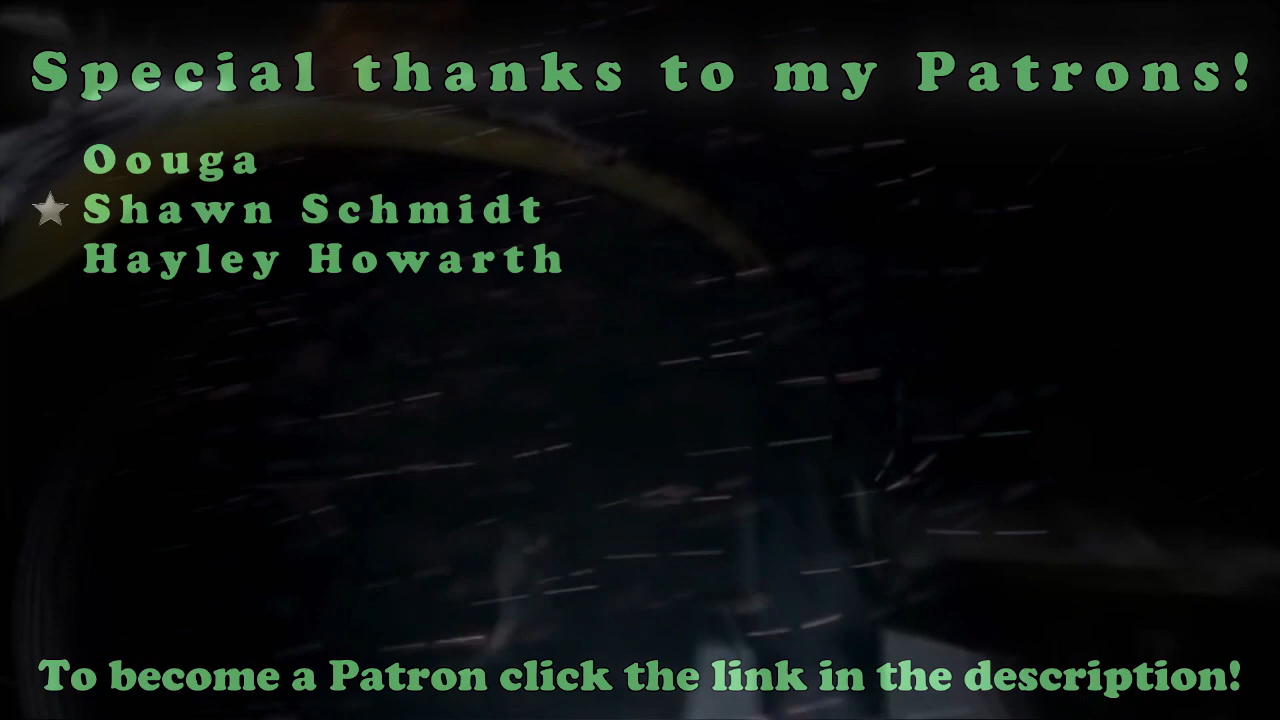 Special thanks to my Patrons!
Oouga
Shawn Schmidt
Hayley Howarth
To become a Patron click the link in the description!